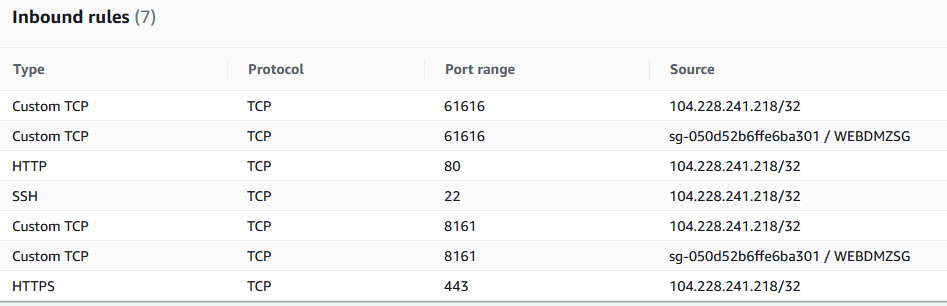 Inbound rules (7)
Type Protocol Port range Source
Custom TCP TCP 61616 104.228.241.218/32
Custom TCP TCP 61616 sg-050d52b6ffe6ba301 / WEBDMZSG
HTTP TCP 80 104.228.241.218/32
SSH TCP 22 104.228.241.218/32
Custom TCP TCP 8161 104.228.241.218/32
Custom TCP TCP 8161 sg-050d52b6ffe6ba301 / WEBDMZSG
HTTPS TCP 443 104.228.241.218/32